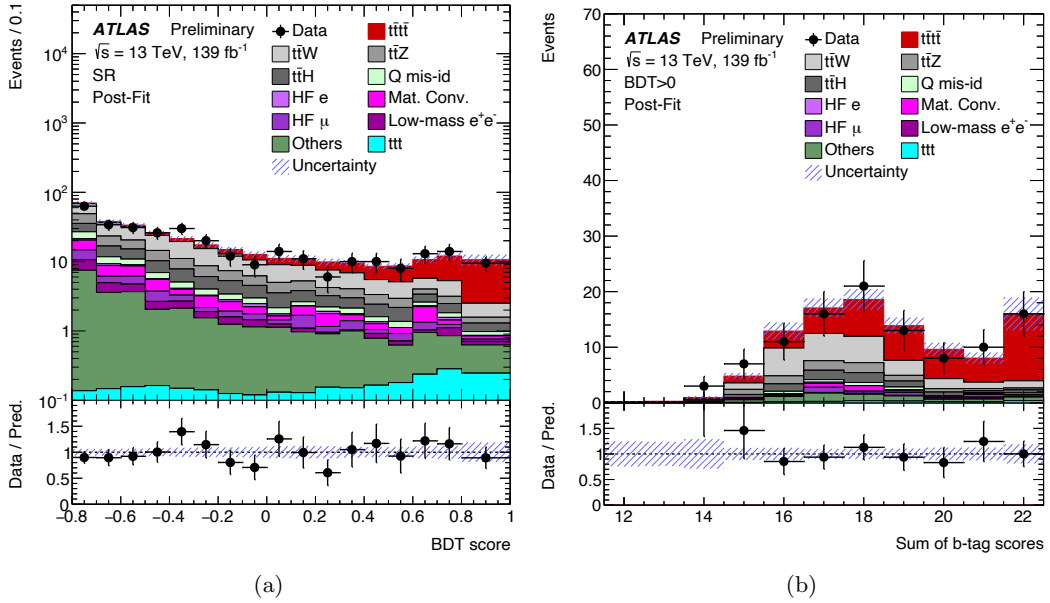 ATLAS Preliminary
√s = 13 TeV, 139 fb⁻¹
SR
Post-Fit
Data
tt̄tt̄
tt̄W
tt̄Z
tt̄H
Q mis-id
HF e
Mat. Conv.
HF μ
Low-mass e⁺e⁻
Others
ttt
Uncertainty
Events / 0.1
10⁴
10³
10²
10
1
10⁻¹
Data / Pred.
1.5
1
0.5
0
−0.8 −0.6 −0.4 −0.2 0 0.2 0.4 0.6 0.8 1
BDT score
(a)
ATLAS Preliminary
√s = 13 TeV, 139 fb⁻¹
BDT>0
Post-Fit
Data
tt̄tt̄
tt̄W
tt̄Z
tt̄H
Q mis-id
HF e
Mat. Conv.
HF μ
Low-mass e⁺e⁻
Others
ttt
Uncertainty
Events
70
60
50
40
30
20
10
0
Data / Pred.
1.5
1
0.5
0
12 14 16 18 20 22
Sum of b-tag scores
(b)